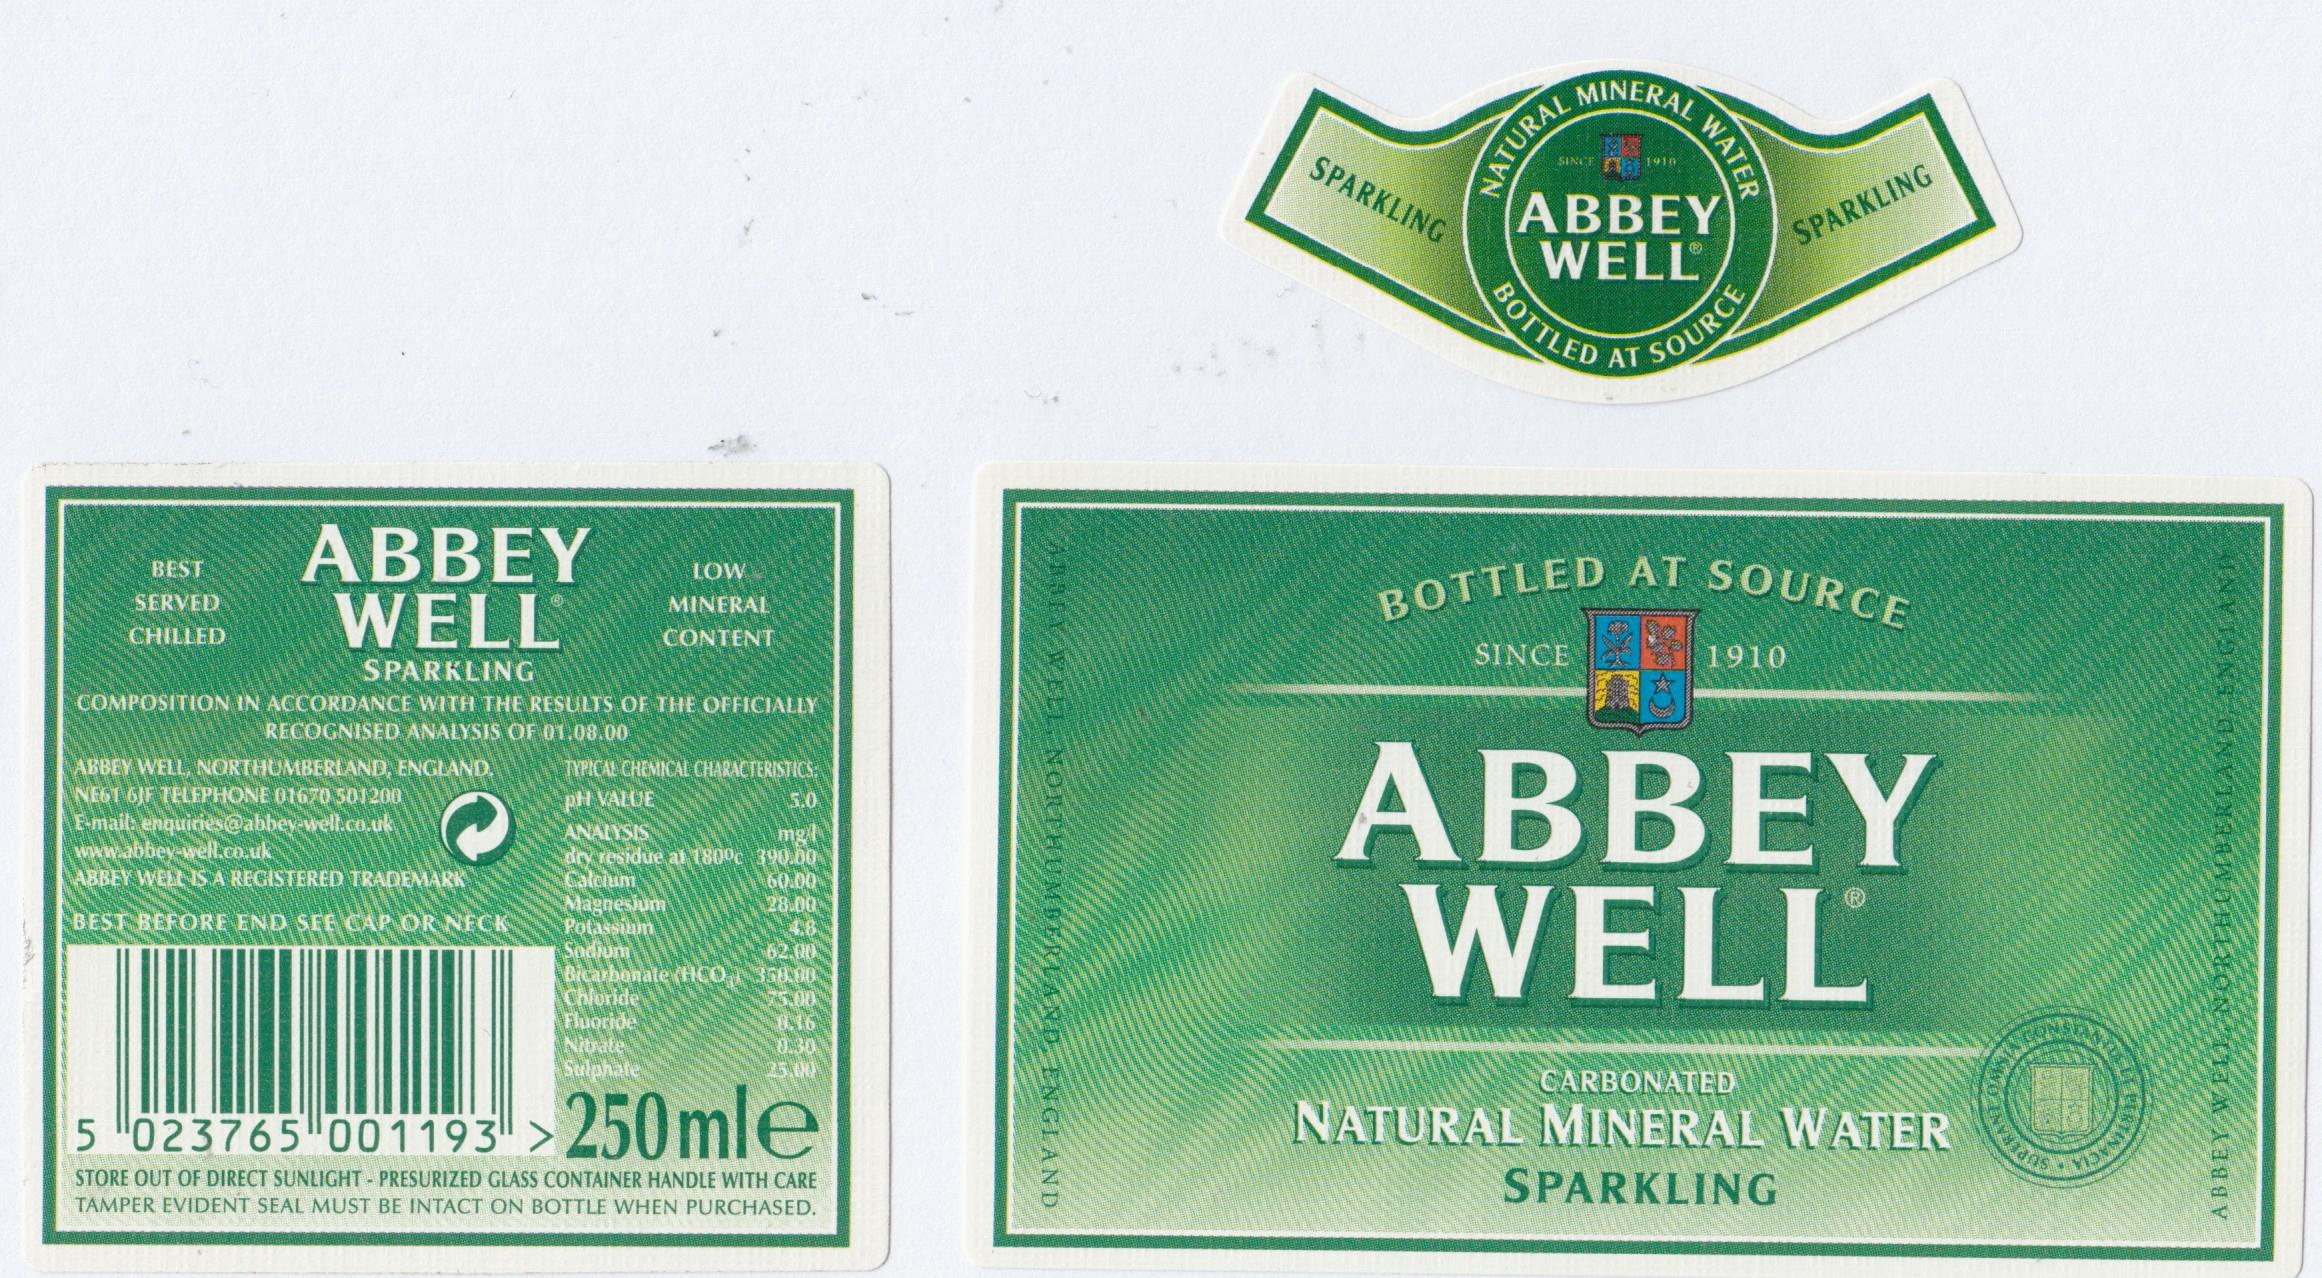 NATURAL MINERAL WATER
SINCE 1910
SPARKLING
ABBEY
WELL®
SPARKLING
BOTTLED AT SOURCE
BEST
SERVED
CHILLED
ABBEY
WELL®
SPARKLING
LOW
MINERAL
CONTENT
COMPOSITION IN ACCORDANCE WITH THE RESULTS OF THE OFFICIALLY
RECOGNISED ANALYSIS OF 01.08.00
ABBEY WELL, NORTHUMBERLAND, ENGLAND.
NE61 6JF TELEPHONE 01670 501200
E-mail: enquiries@abbey-well.co.uk
www.abbey-well.co.uk
ABBEY WELL IS A REGISTERED TRADEMARK
BEST BEFORE END SEE CAP OR NECK
TYPICAL CHEMICAL CHARACTERISTICS:
pH VALUE 5.0
ANALYSIS mg/l
dry residue at 180ºc 390.00
Calcium 60.00
Magnesium 28.00
Potassium 4.8
Sodium 62.00
Bicarbonate (HCO3). 350.00
Chloride 75.00
Fluoride 0.16
Nitrate 0.30
Sulphate 25.00
5 023765 001193 >
250ml e
STORE OUT OF DIRECT SUNLIGHT - PRESURIZED GLASS CONTAINER HANDLE WITH CARE
TAMPER EVIDENT SEAL MUST BE INTACT ON BOTTLE WHEN PURCHASED.
ABBEY WELL, NORTHUMBERLAND, ENGLAND
BOTTLED AT SOURCE
SINCE 1910
ABBEY
WELL®
CARBONATED
NATURAL MINERAL WATER
SPARKLING
SUPERANT OMNIA CONSTANTIA ET PERTINACIA
ABBEY WELL, NORTHUMBERLAND, ENGLAND